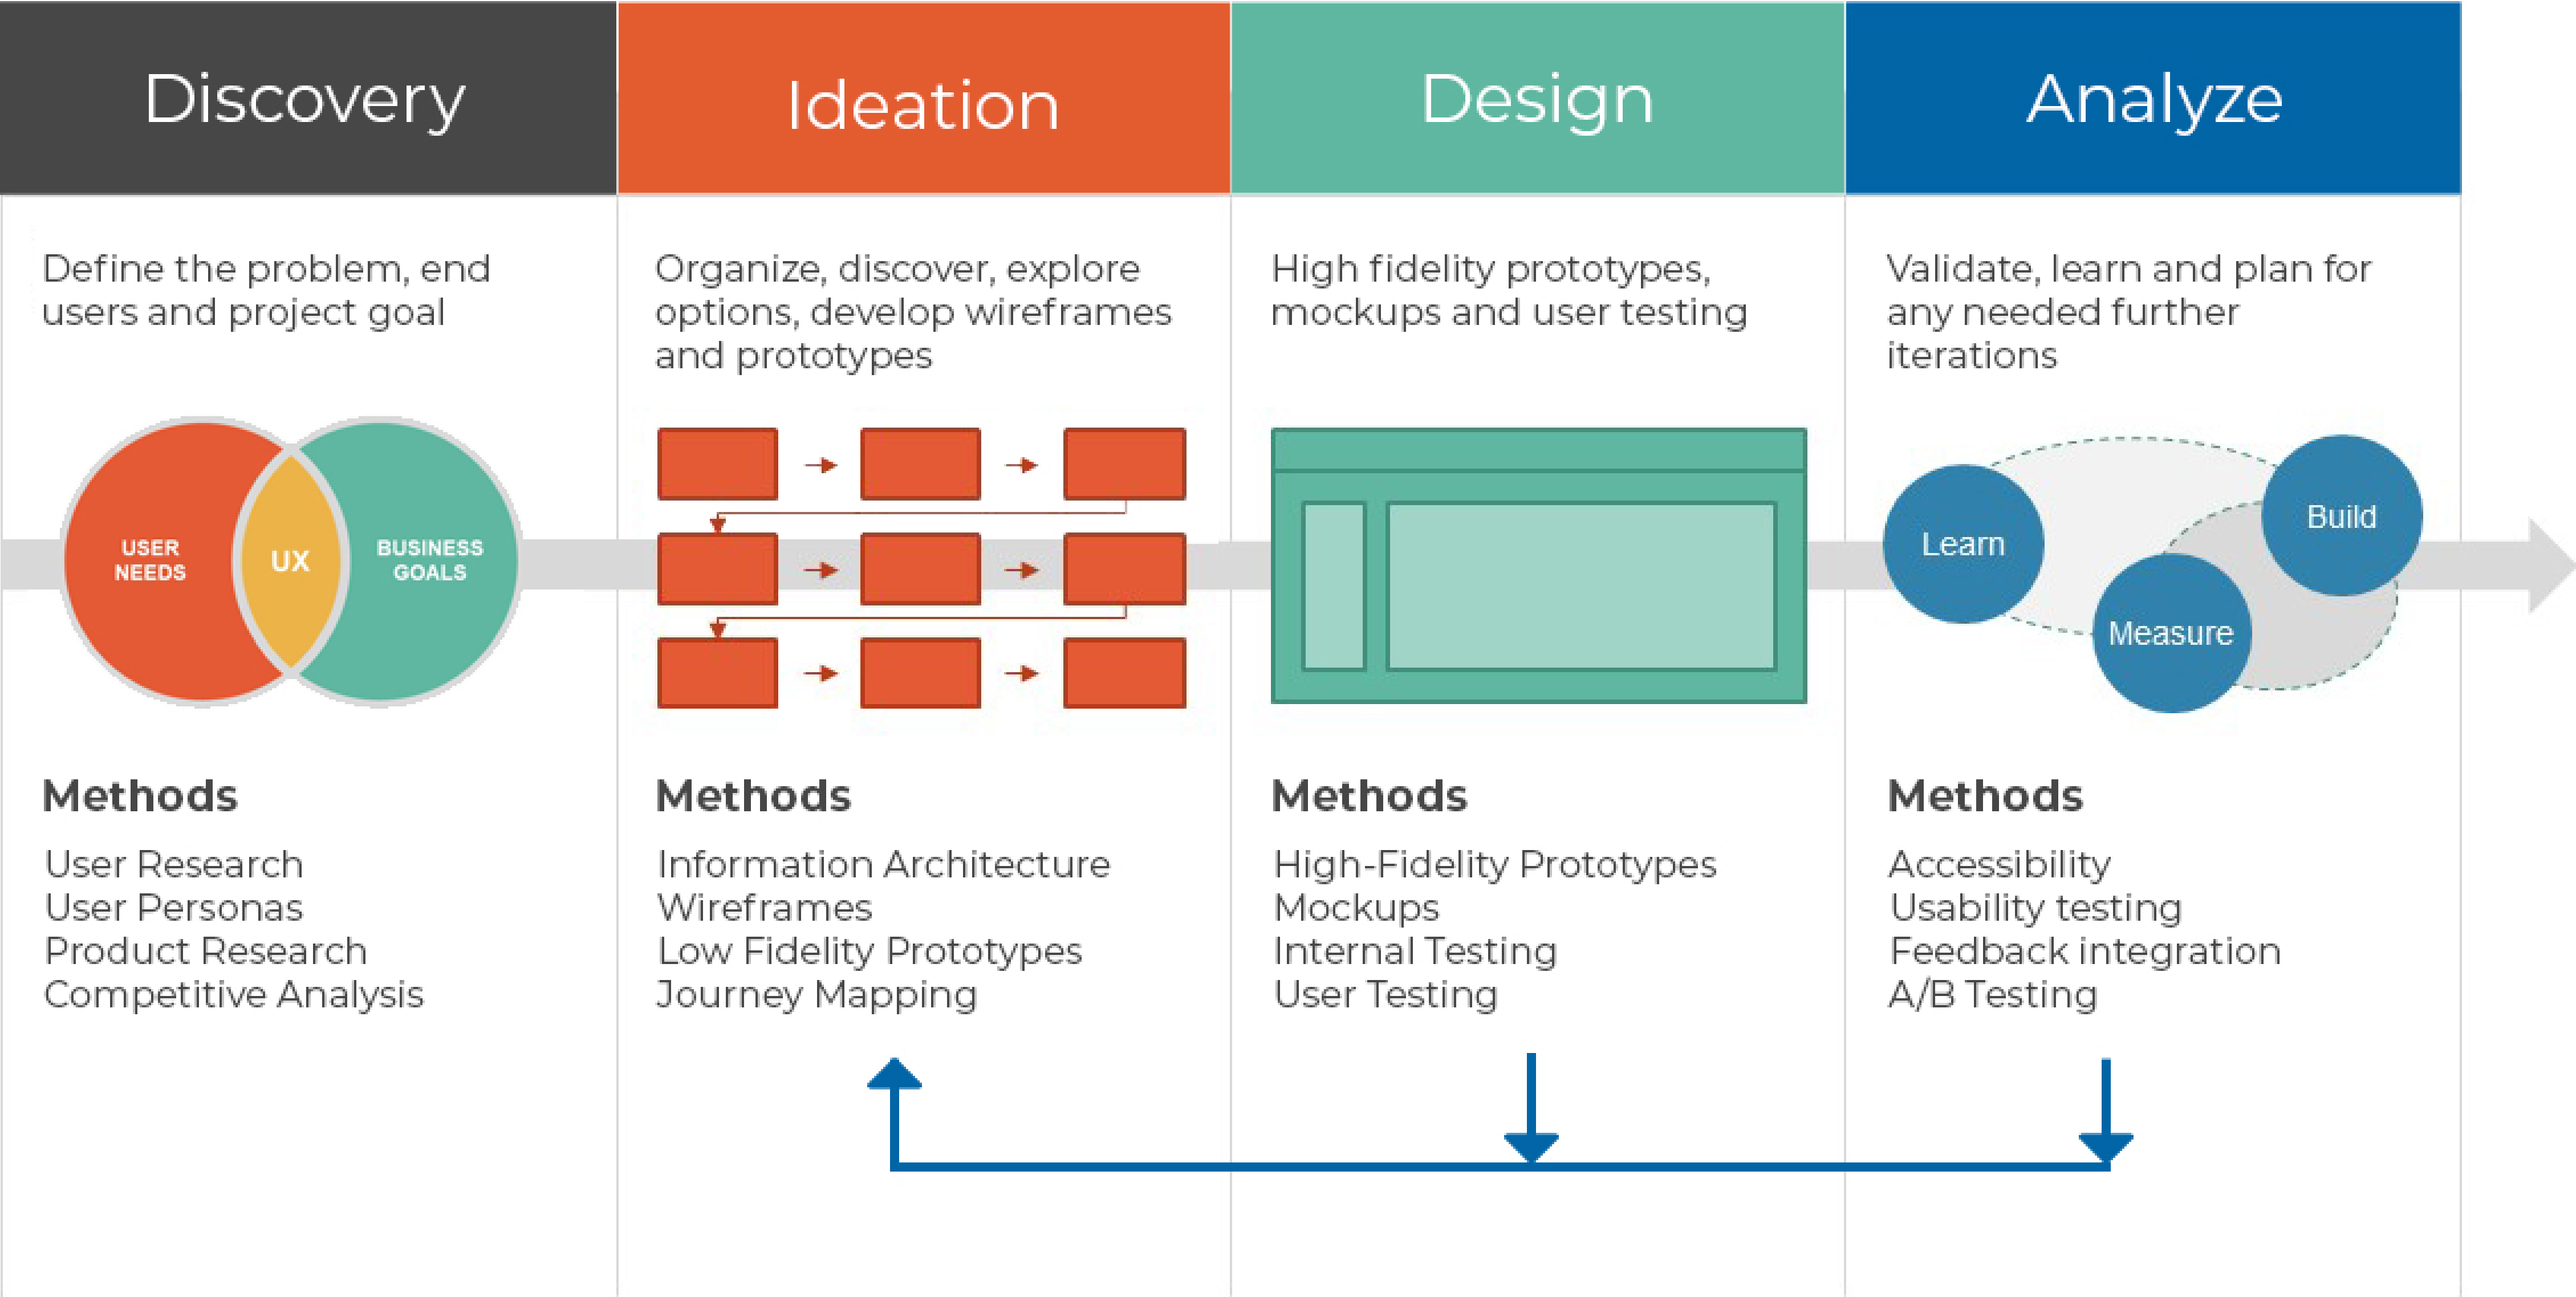 Discovery
Define the problem, end
users and project goal
USER
NEEDS
UX
BUSINESS
GOALS
Methods
User Research
User Personas
Product Research
Competitive Analysis
Ideation
Organize, discover, explore
options, develop wireframes
and prototypes
Methods
Information Architecture
Wireframes
Low Fidelity Prototypes
Journey Mapping
Design
High fidelity prototypes,
mockups and user testing
Methods
High-Fidelity Prototypes
Mockups
Internal Testing
User Testing
Analyze
Validate, learn and plan for
any needed further
iterations
Learn
Build
Measure
Methods
Accessibility
Usability testing
Feedback integration
A/B Testing